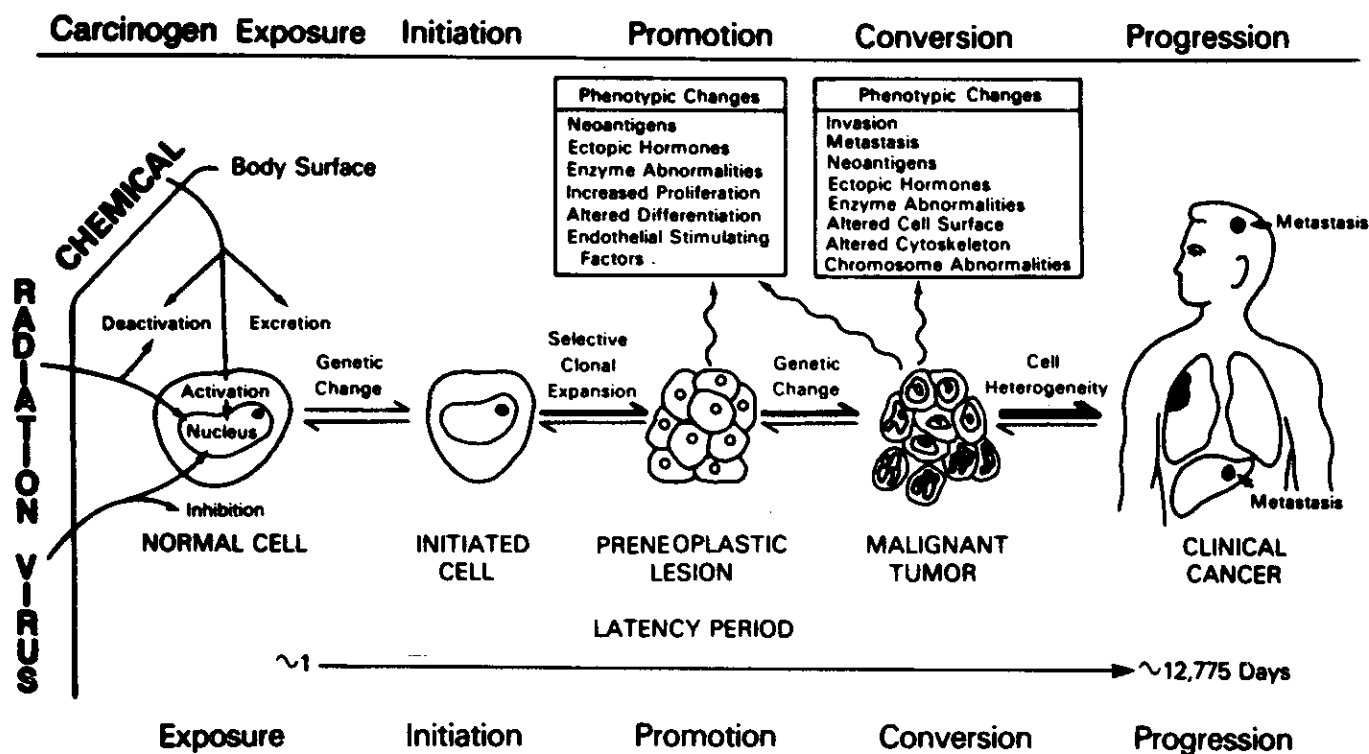 Carcinogen Exposure Initiation Promotion Conversion Progression
Phenotypic Changes
Neoantigens
Ectopic Hormones
Enzyme Abnormalities
Increased Proliferation
Altered Differentiation
Endothelial Stimulating
Factors
Phenotypic Changes
Invasion
Metastasis
Neoantigens
Ectopic Hormones
Enzyme Abnormalities
Altered Cell Surface
Altered Cytoskeleton
Chromosome Abnormalities
CHEMICAL
RADIATION VIRUS
Body Surface
Deactivation
Excretion
Activation
Nucleus
Inhibition
Genetic
Change
Selective
Clonal
Expansion
Genetic
Change
Cell
Heterogeneity
Metastasis
Metastasis
NORMAL CELL
INITIATED
CELL
PRENEOPLASTIC
LESION
MALIGNANT
TUMOR
CLINICAL
CANCER
LATENCY PERIOD
~1
~12,775 Days
Exposure Initiation Promotion Conversion Progression